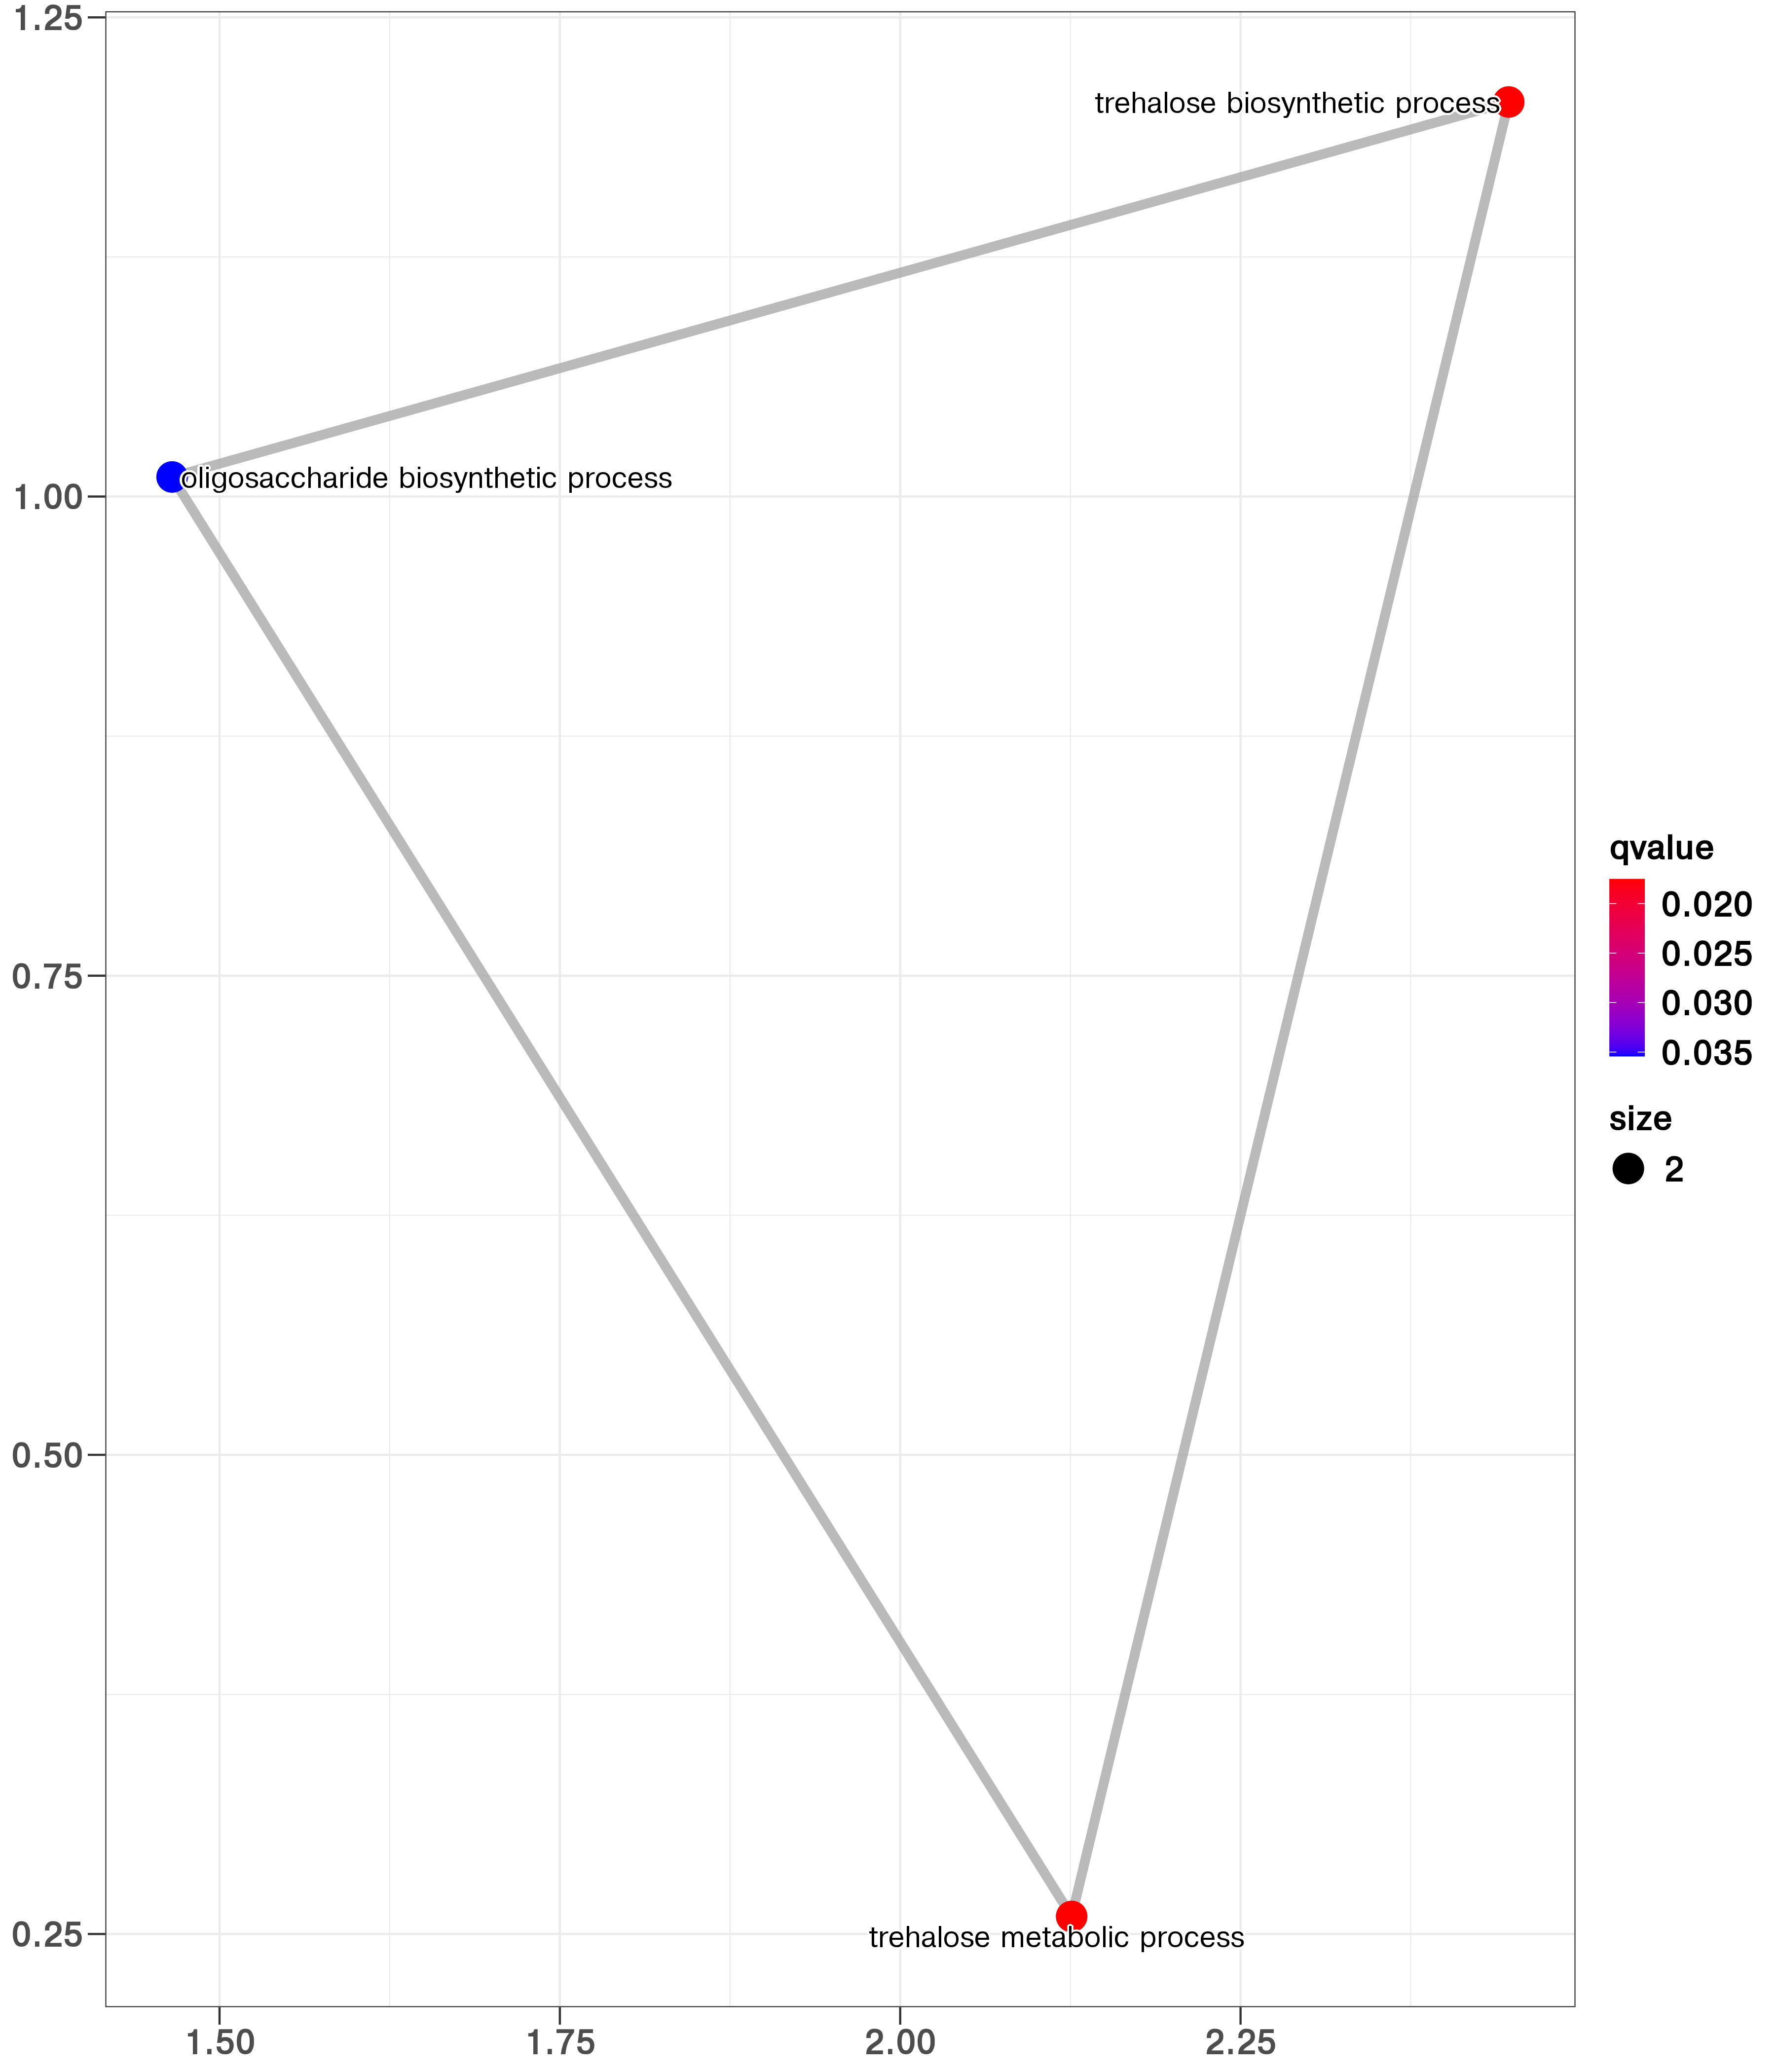 1.25
trehalose biosynthetic process
oligosaccharide biosynthetic process
1.00
qvalue
0.020
0.025
0.75
0.030
0.035
size
2
0.50
trehalose metabolic process
0.25
1.50 1.75 2.00 2.25